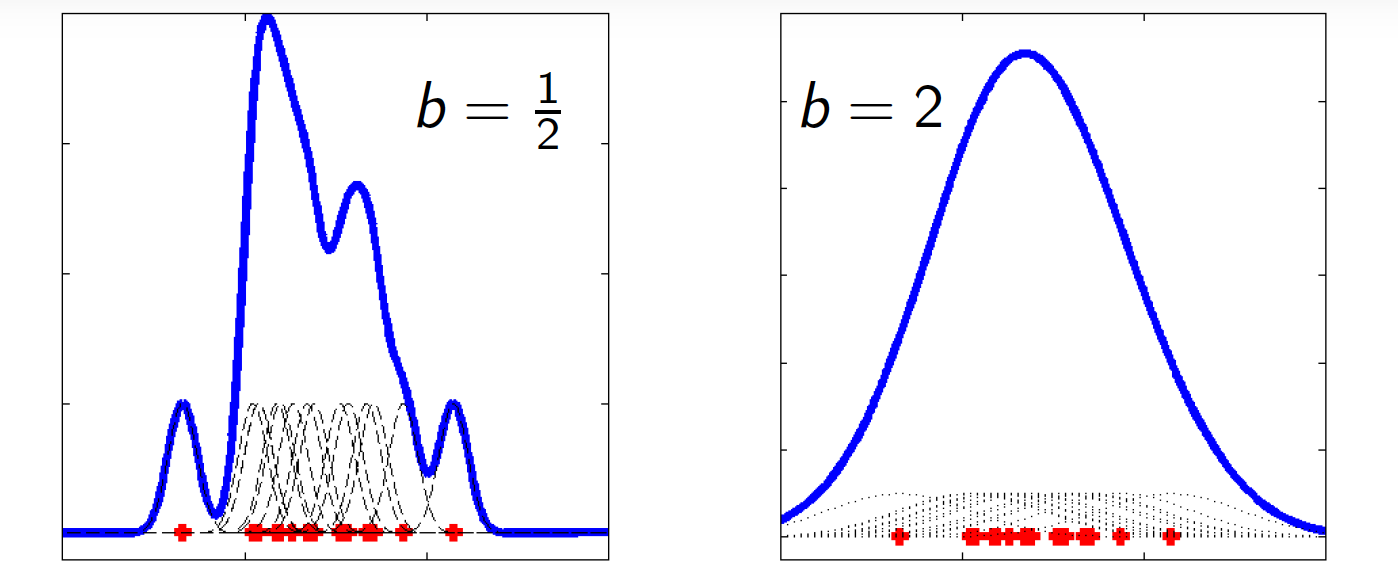 b = 1/2
b = 2